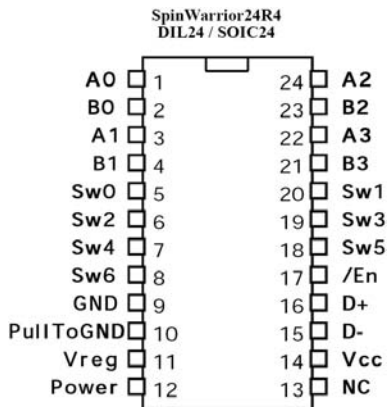 SpinWarrior24R4
DIL24 / SOIC24
A0 1 24 A2
B0 2 23 B2
A1 3 22 A3
B1 4 21 B3
Sw0 5 20 Sw1
Sw2 6 19 Sw3
Sw4 7 18 Sw5
Sw6 8 17 /En
GND 9 16 D+
PullToGND 10 15 D-
Vreg 11 14 Vcc
Power 12 13 NC